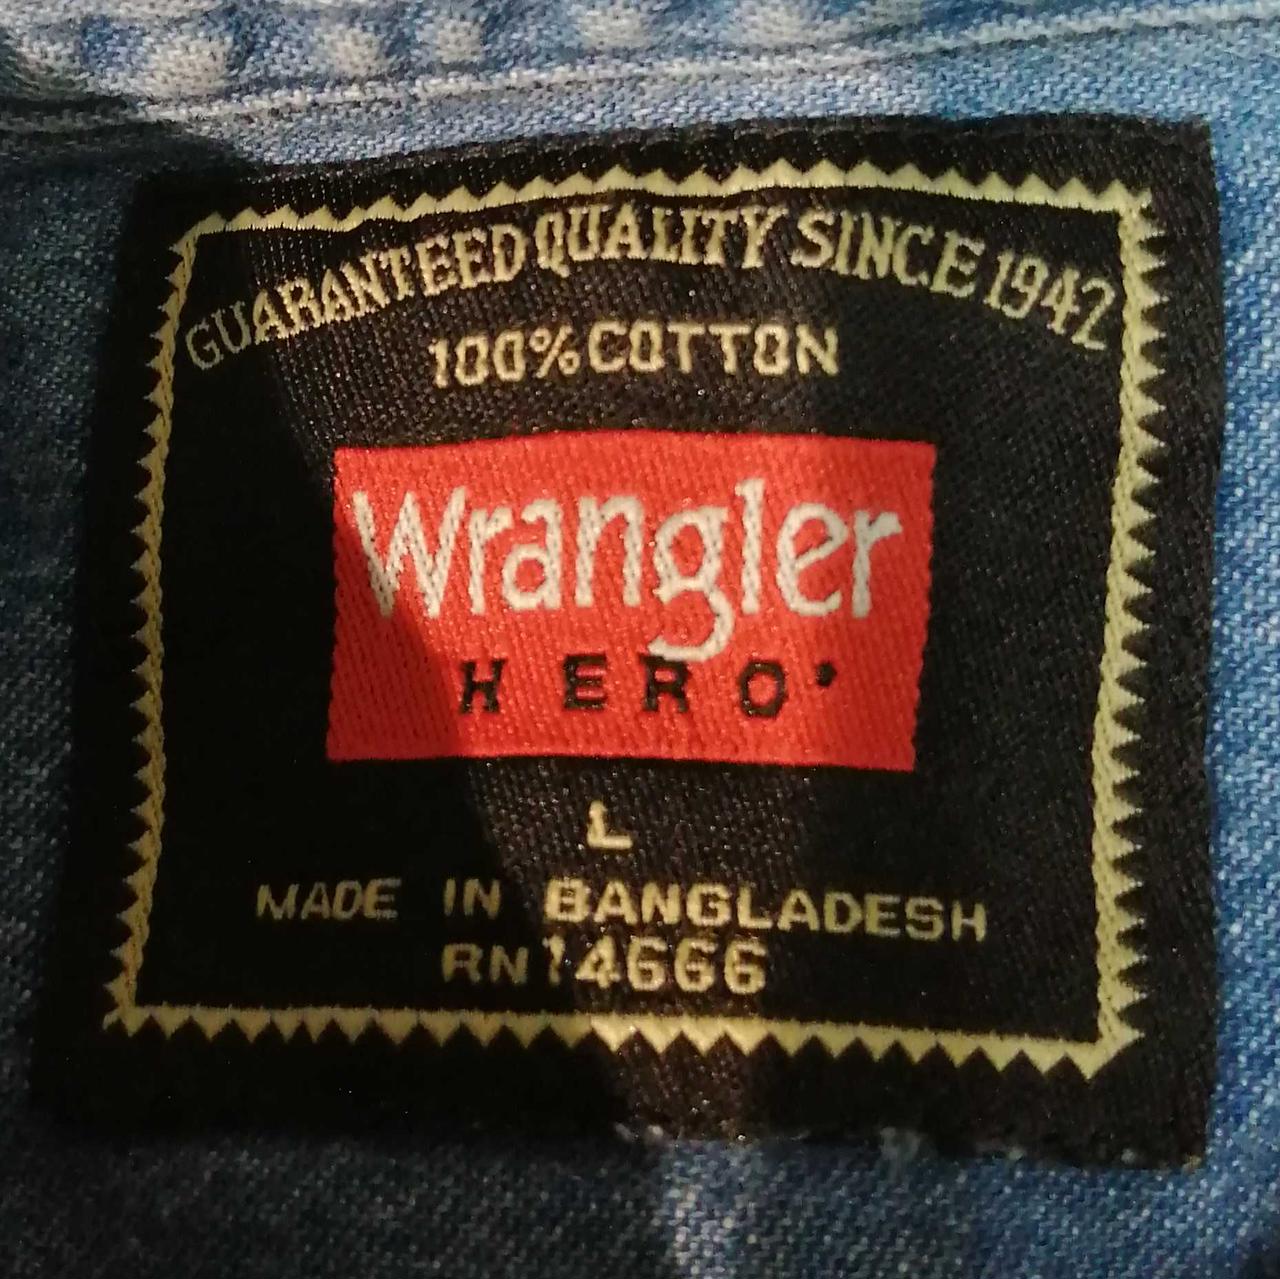 GUARANTEED QUALITY SINCE 1942
100% COTTON
Wrangler
HERO®
L
MADE IN BANGLADESH
RN 14666